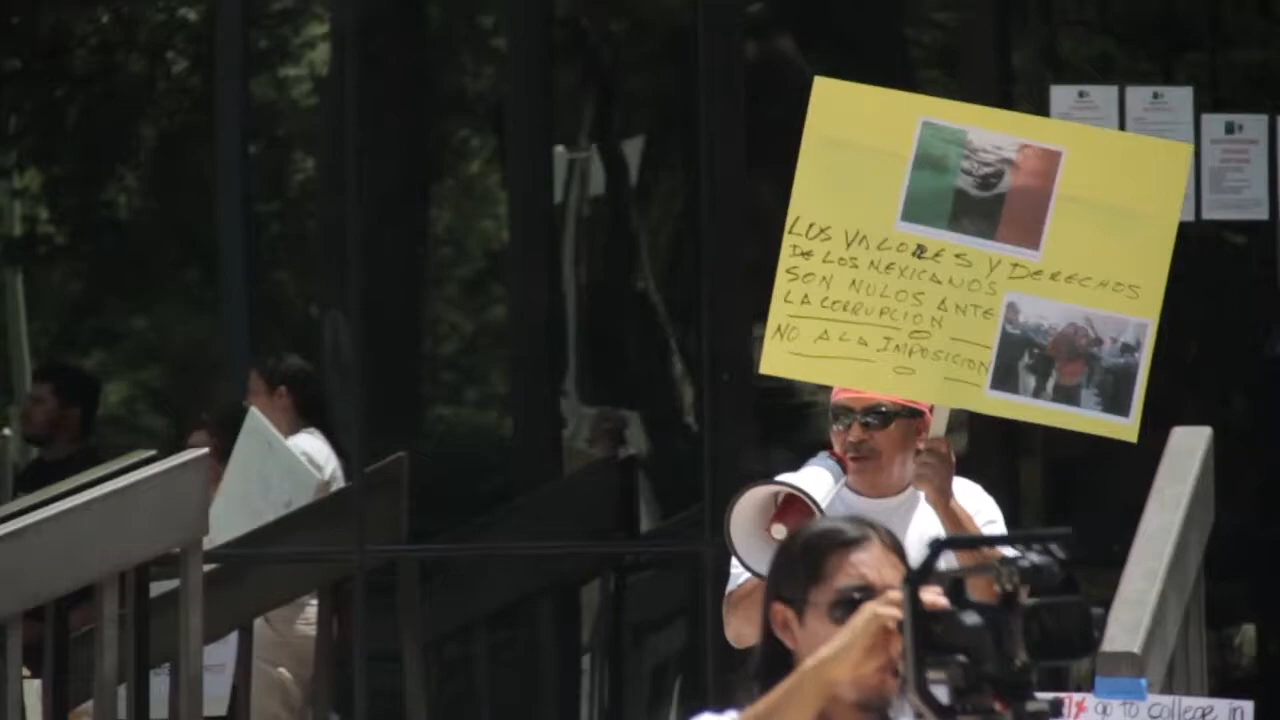 LOS VALORES Y DERECHOS
DE LOS MEXICANOS
SON NULOS ANTE
LA CORRUPCION
NO A LA IMPOSICION
go to college in